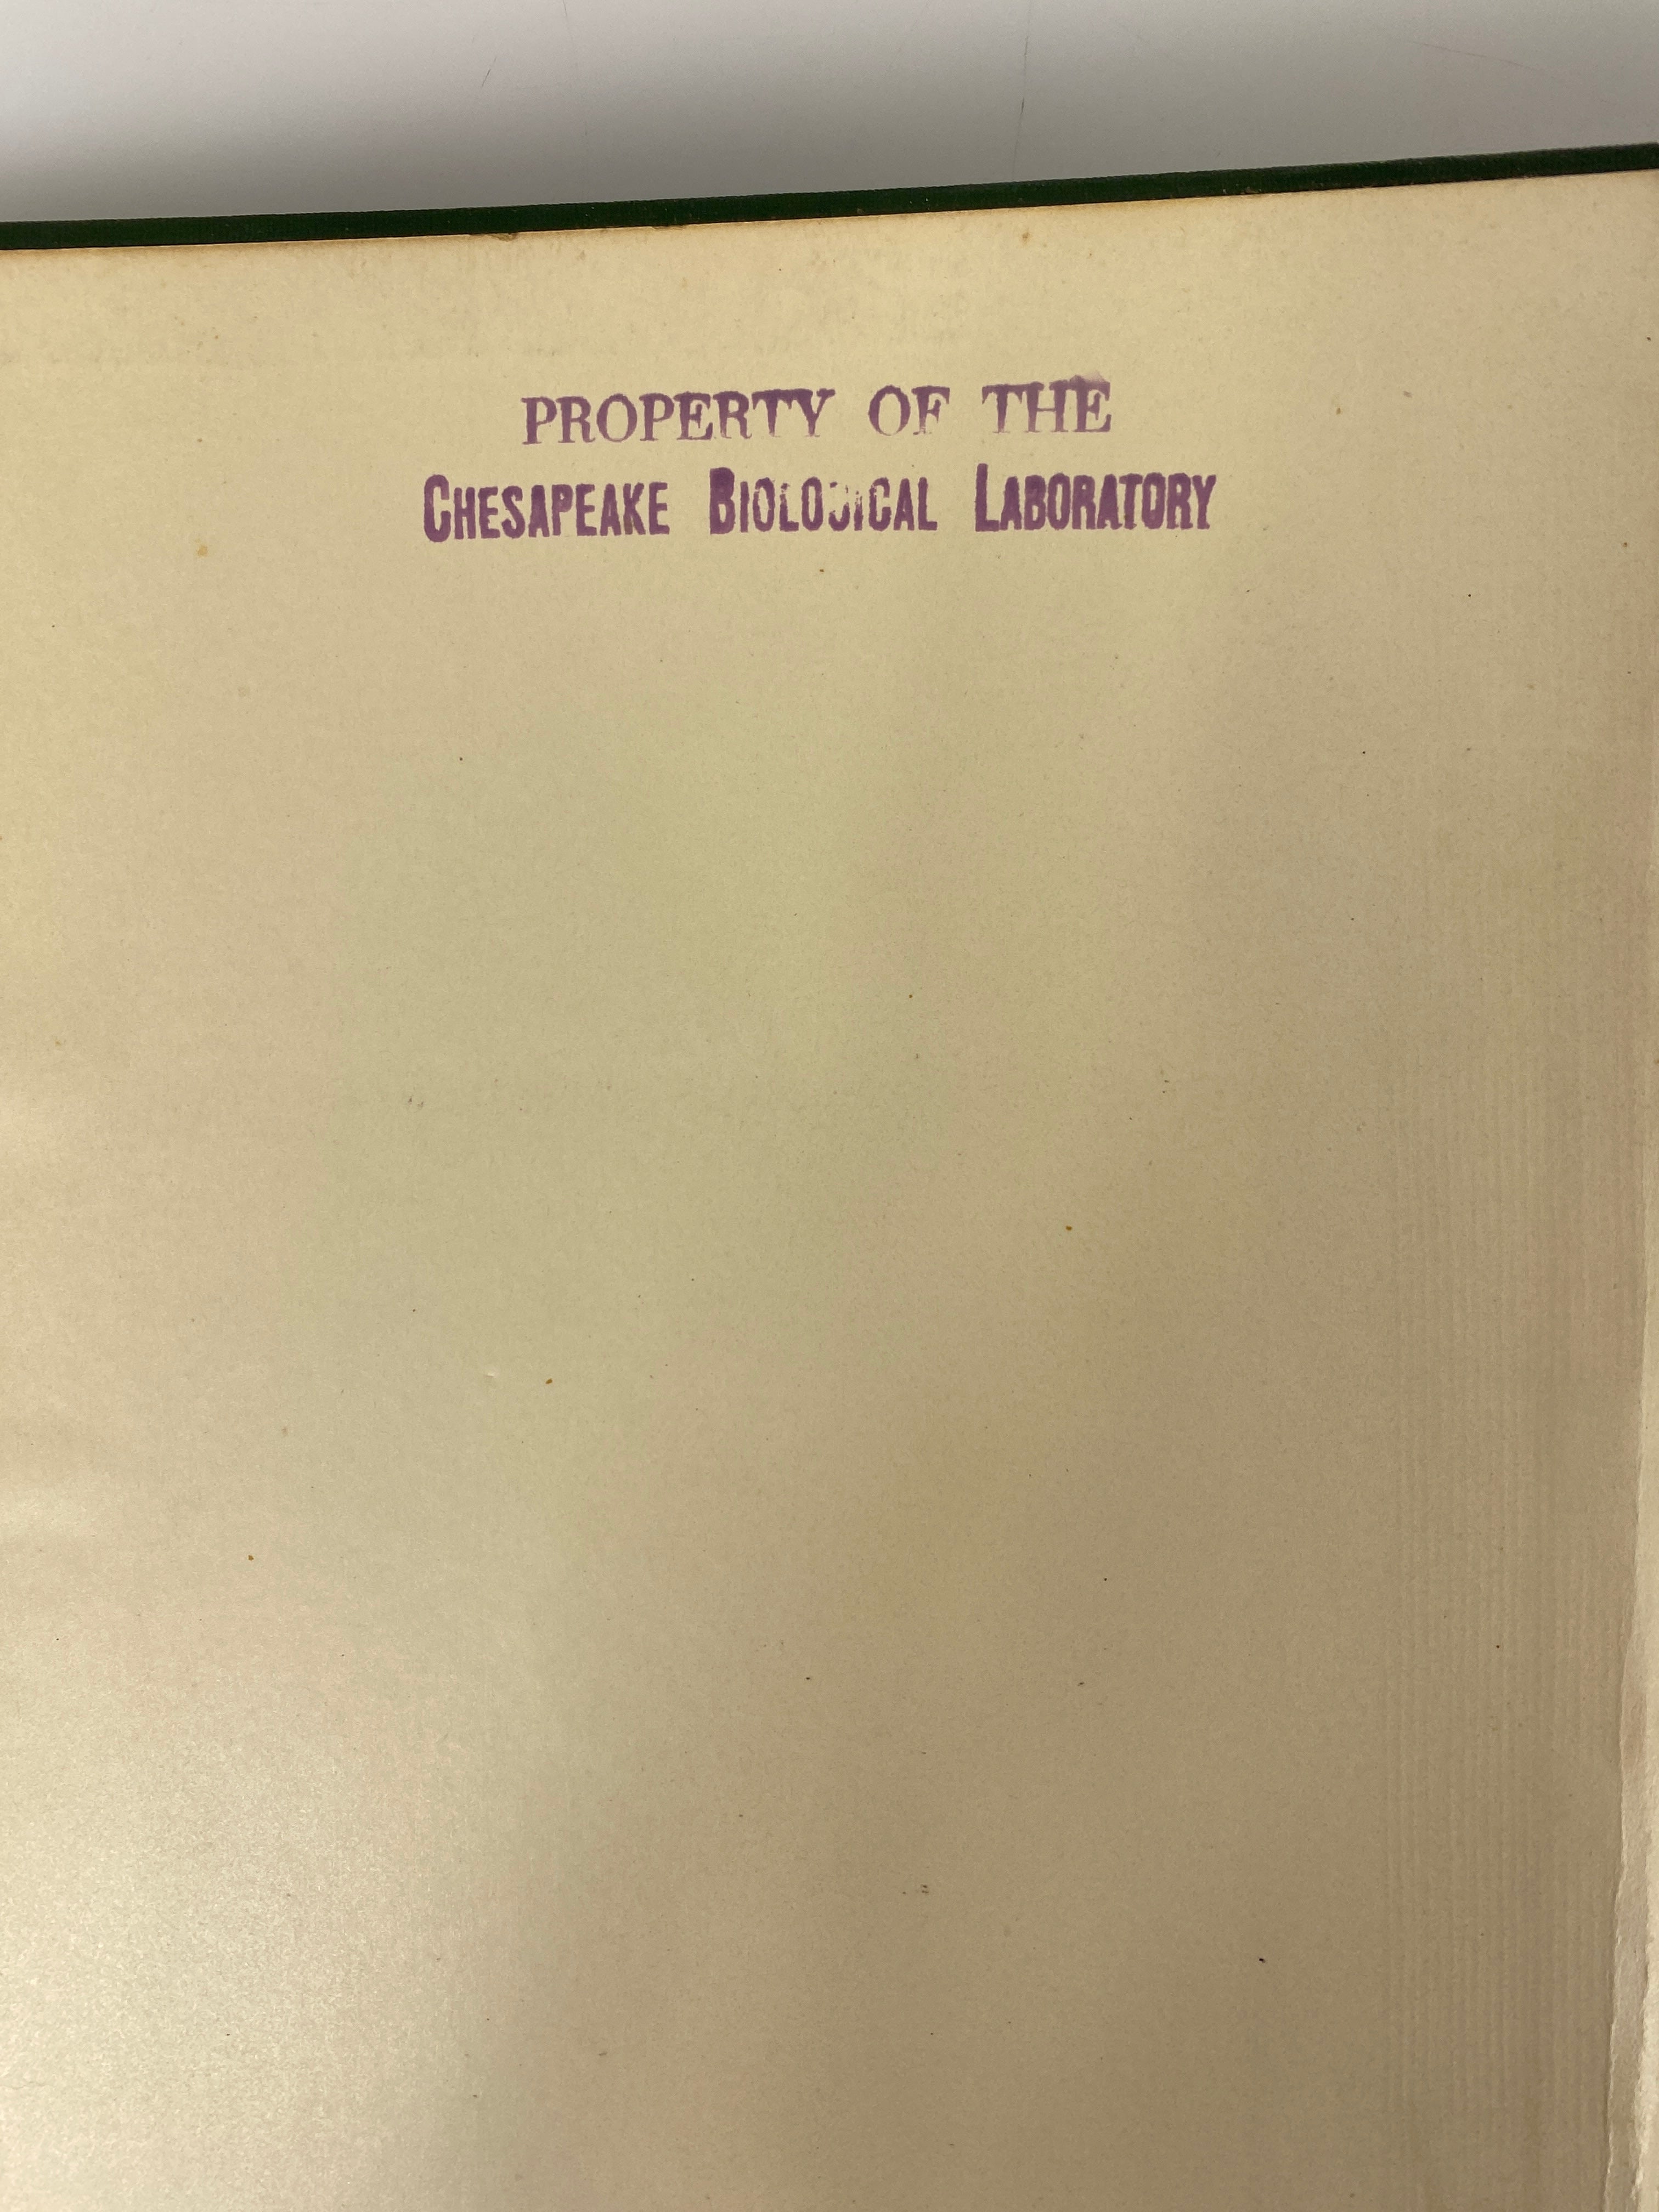 PROPERTY OF THE
CHESAPEAKE BIOLOGICAL LABORATORY